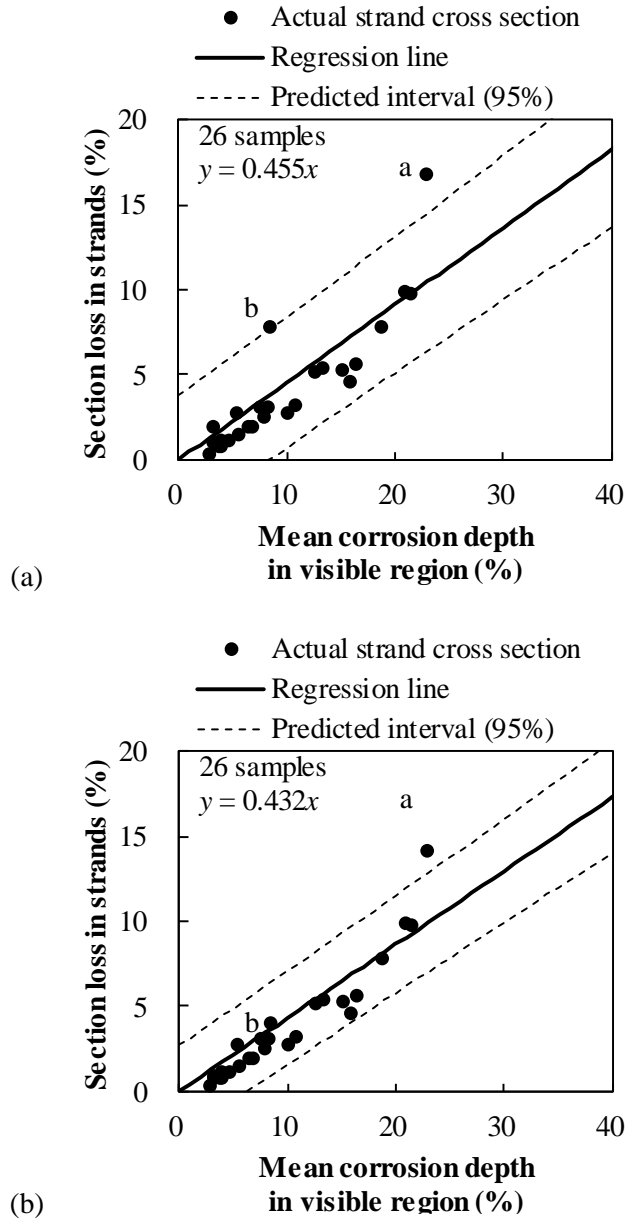 Actual strand cross section
Regression line
Predicted interval (95%)
20
15
10
5
0
Section loss in strands (%)
26 samples
y = 0.455x
a
b
0 10 20 30 40
Mean corrosion depth
in visible region (%)
(a)
Actual strand cross section
Regression line
Predicted interval (95%)
20
15
10
5
0
Section loss in strands (%)
26 samples
y = 0.432x
a
b
0 10 20 30 40
Mean corrosion depth
in visible region (%)
(b)